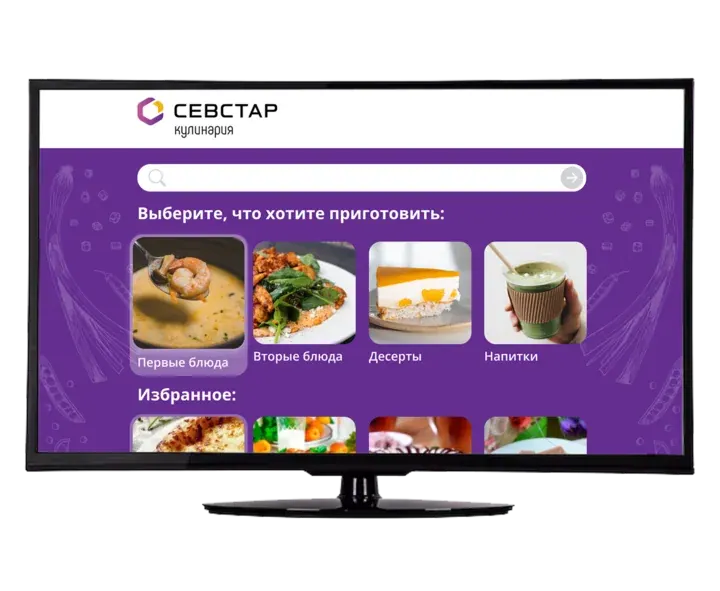 СЕВСТАР
кулинария
Выберите, что хотите приготовить:
Первые блюда
Вторые блюда
Десерты
Напитки
Избранное: